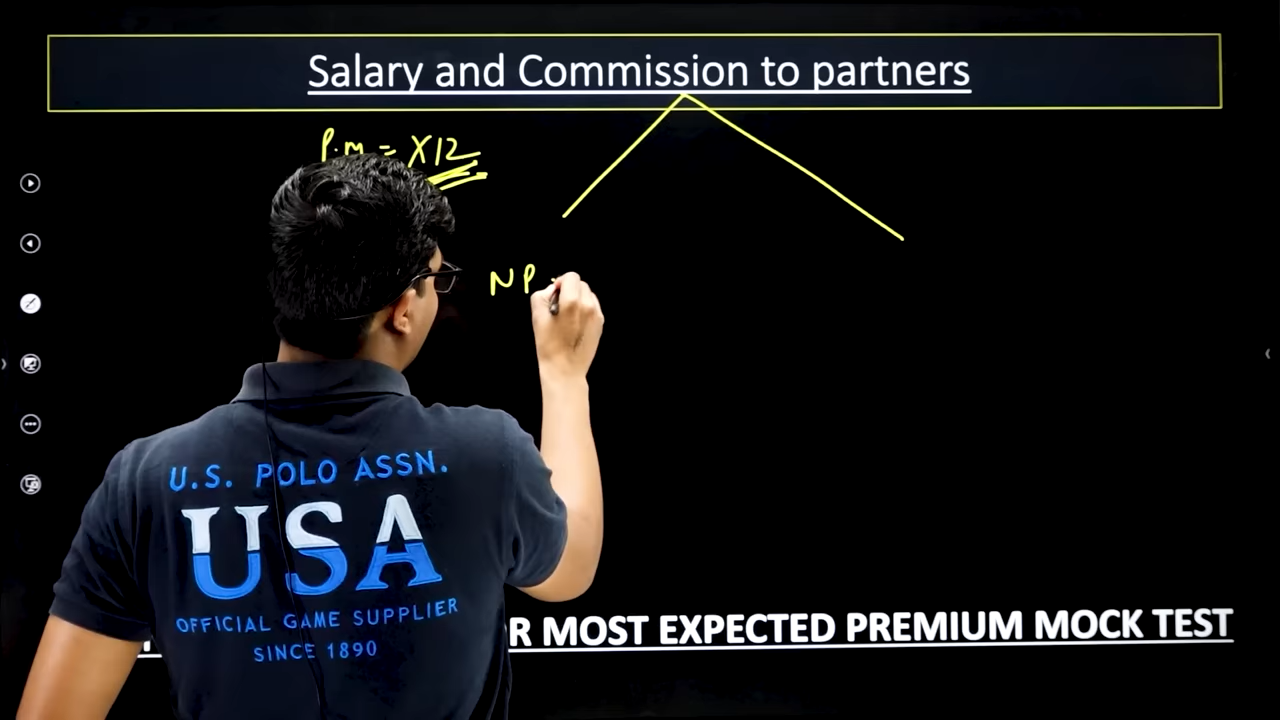 Salary and Commission to partners
P.m = X12
NP
U.S. POLO ASSN.
USA
OFFICIAL GAME SUPPLIER
SINCE 1890
R MOST EXPECTED PREMIUM MOCK TEST